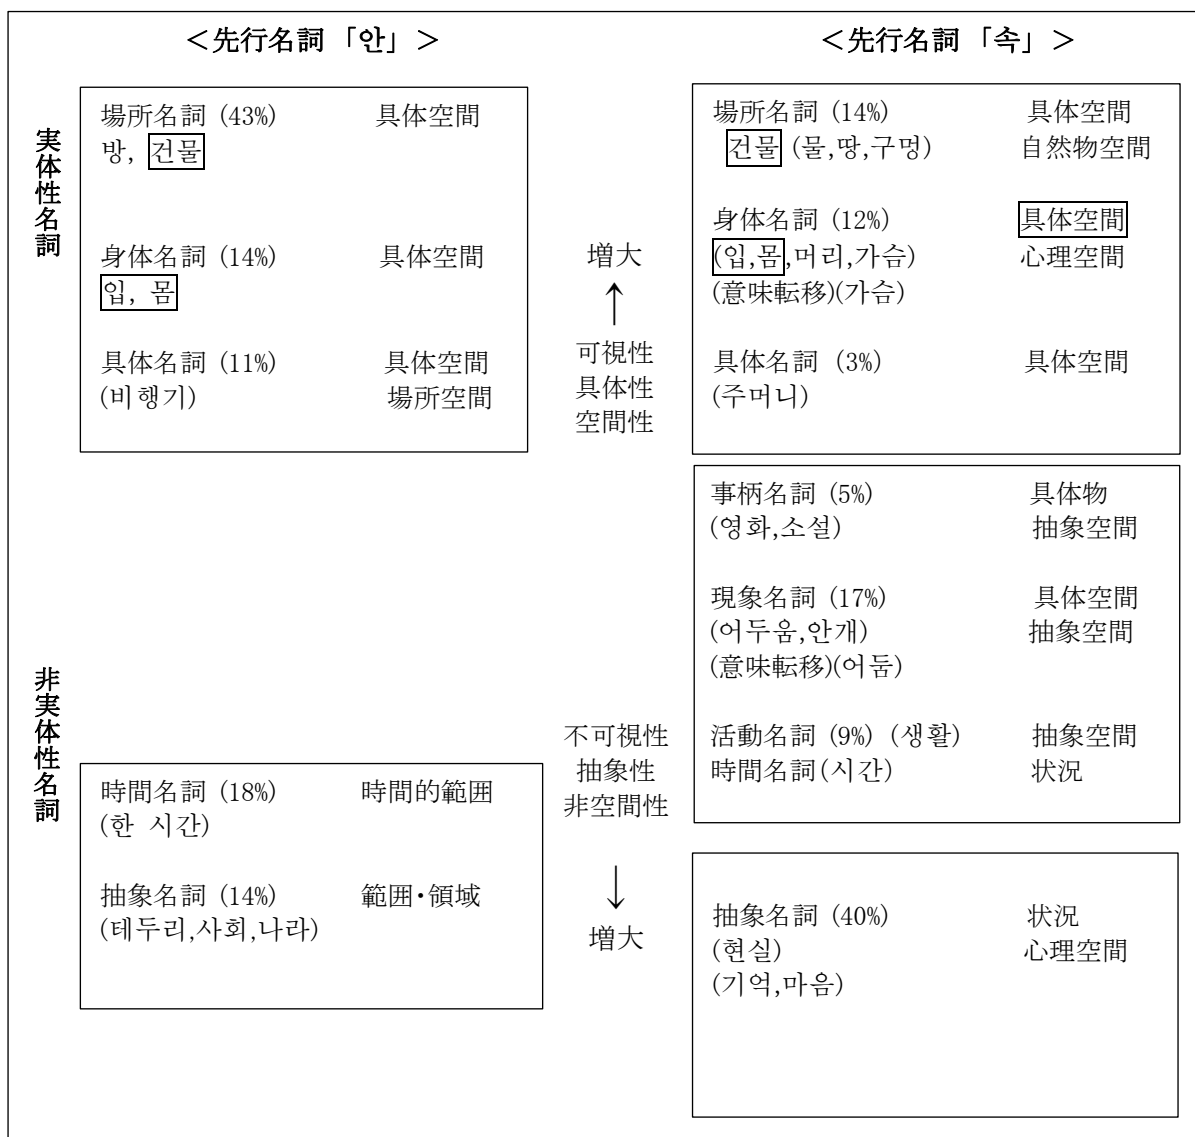 ＜先行名詞「안」＞
実体性名詞
場所名詞 (43%) 具体空間
방, 건물
身体名詞 (14%) 具体空間
입, 몸
具体名詞 (11%) 具体空間
(비행기) 場所空間
増大
↑
可視性
具体性
空間性
＜先行名詞「속」＞
場所名詞 (14%) 具体空間
건물 (물,땅,구멍) 自然物空間
身体名詞 (12%) 具体空間
(입,몸,머리,가슴) 心理空間
(意味転移)(가슴)
具体名詞 (3%) 具体空間
(주머니)
非実体性名詞
時間名詞 (18%) 時間的範囲
(한 시간)
抽象名詞 (14%) 範囲・領域
(테두리,사회,나라)
不可視性
抽象性
非空間性
↓
増大
事柄名詞 (5%) 具体物
(영화,소설) 抽象空間
現象名詞 (17%) 具体空間
(어두움,안개) 抽象空間
(意味転移)(어둠)
活動名詞 (9%) (생활) 抽象空間
時間名詞(시간) 状況
抽象名詞 (40%) 状況
(현실) 心理空間
(기억,마음)